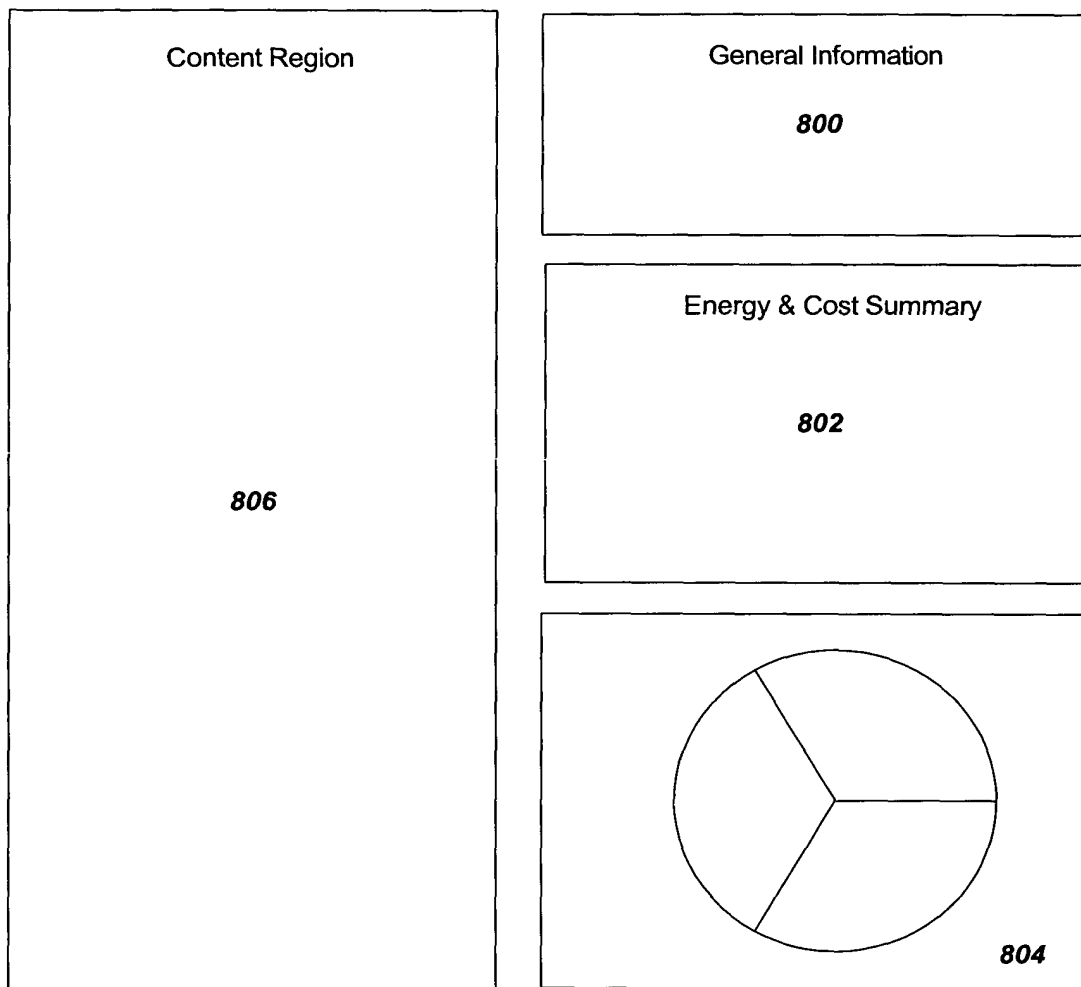 Content Region
806
General Information
800
Energy & Cost Summary
802
804